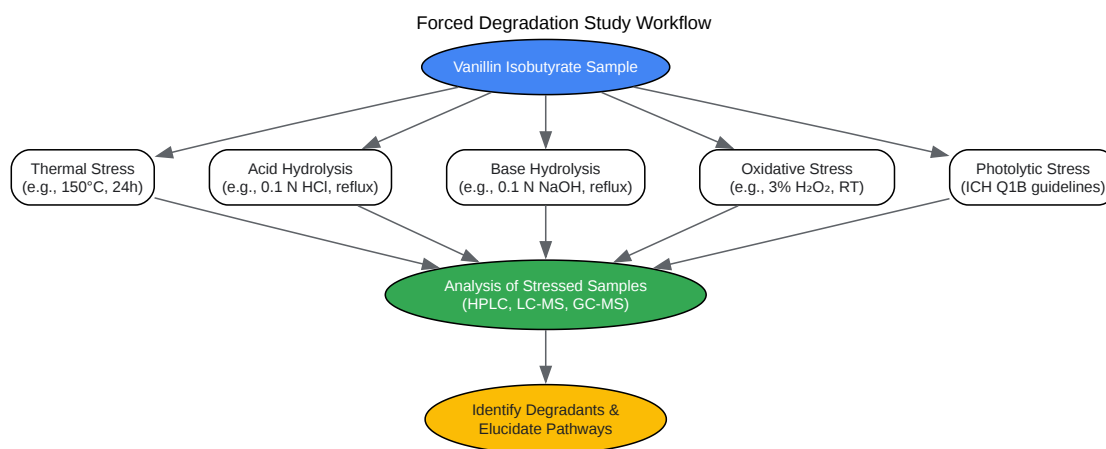 Forced Degradation Study Workflow
Vanillin Isobutyrate Sample
Thermal Stress
(e.g., 150°C, 24h)
Acid Hydrolysis
(e.g., 0.1 N HCl, reflux)
Base Hydrolysis
(e.g., 0.1 N NaOH, reflux)
Oxidative Stress
(e.g., 3% H₂O₂, RT)
Photolytic Stress
(ICH Q1B guidelines)
Analysis of Stressed Samples
(HPLC, LC-MS, GC-MS)
Identify Degradants &
Elucidate Pathways